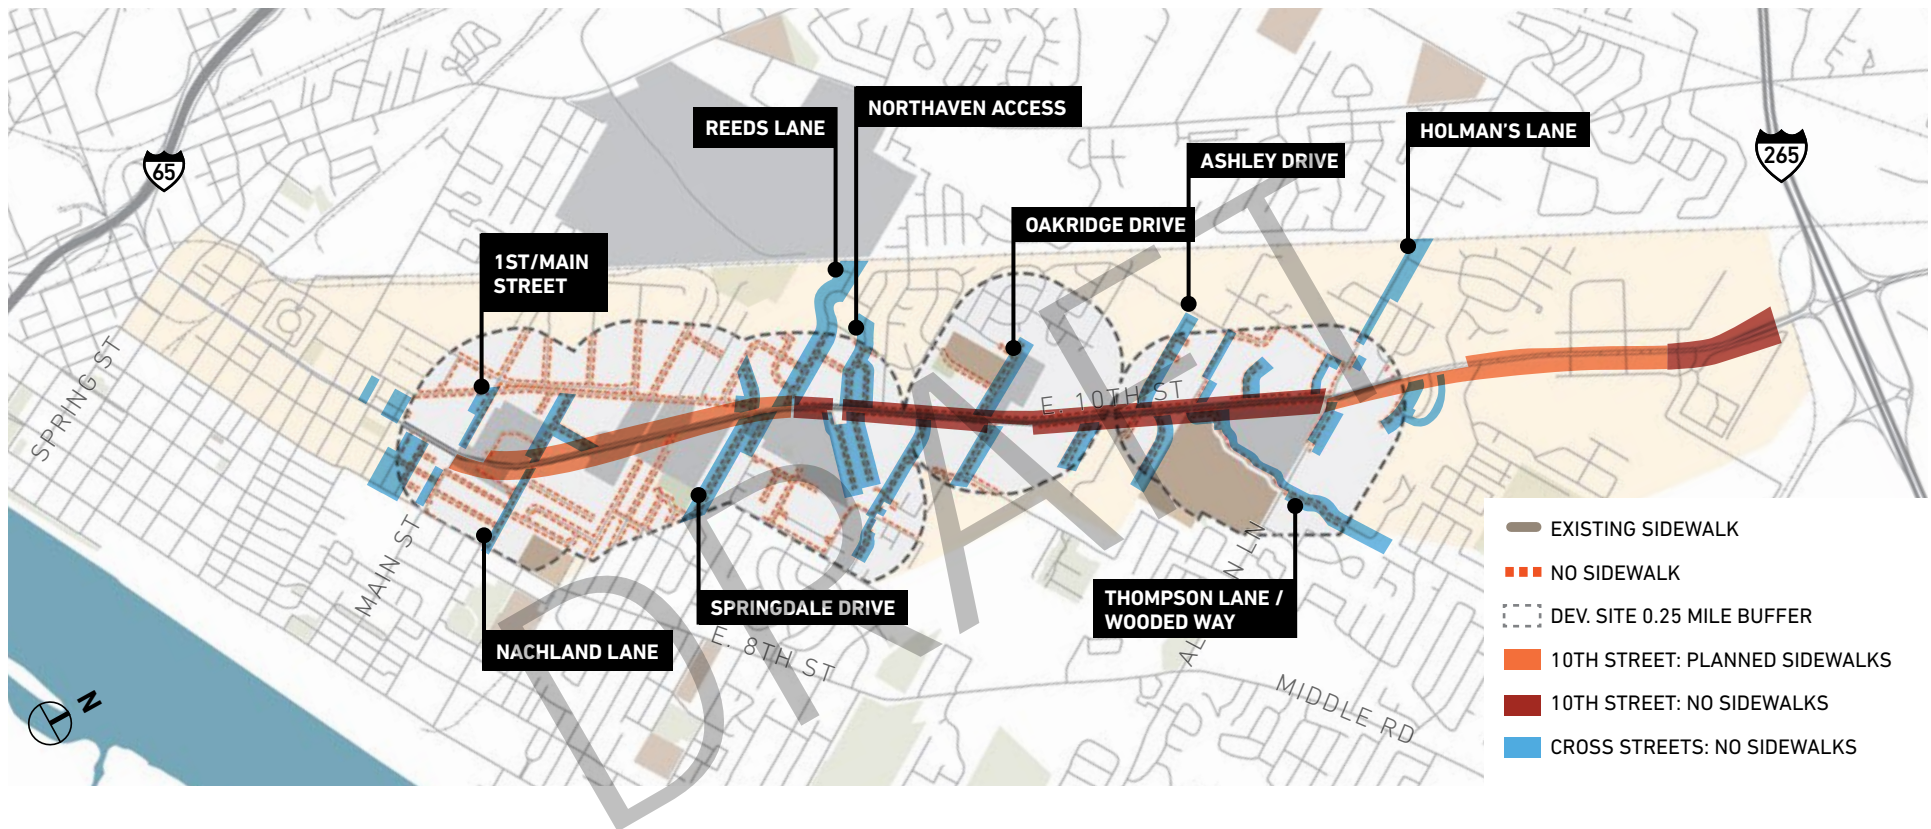 REEDS LANE
NORTHAVEN ACCESS
HOLMAN'S LANE
ASHLEY DRIVE
OAKRIDGE DRIVE
1ST/MAIN
STREET
65
265
SPRING ST
E. 10TH ST
MAIN ST
NACHLAND LANE
SPRINGDALE DRIVE
E. 8TH ST
THOMPSON LANE /
WOODED WAY
LN
MIDDLE RD
N
DRAFT
EXISTING SIDEWALK
NO SIDEWALK
DEV. SITE 0.25 MILE BUFFER
10TH STREET: PLANNED SIDEWALKS
10TH STREET: NO SIDEWALKS
CROSS STREETS: NO SIDEWALKS